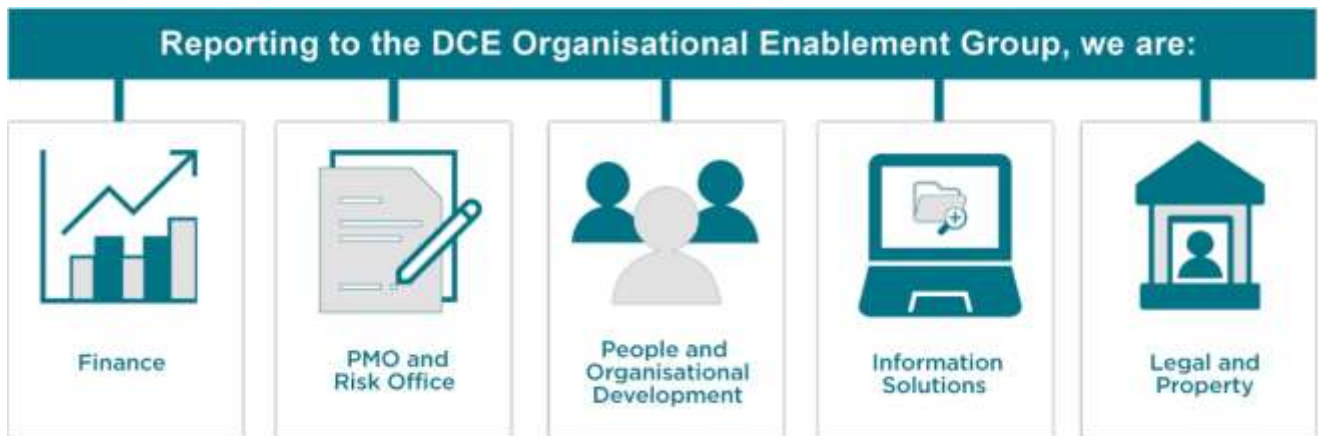 Reporting to the DCE Organisational Enablement Group, we are:
Finance
PMO and
Risk Office
People and
Organisational
Development
Information
Solutions
Legal and
Property